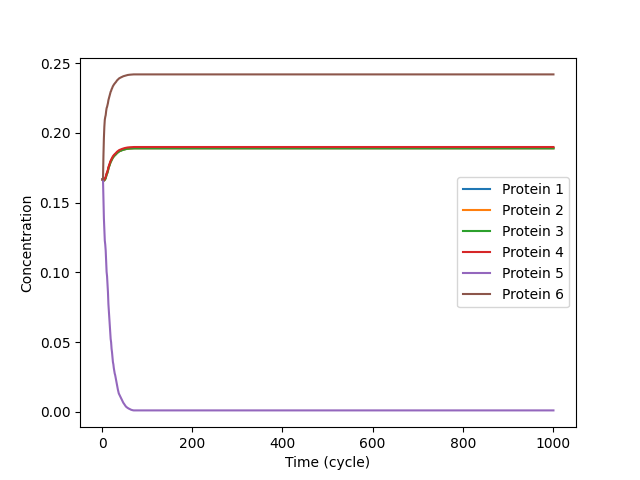 0.25
0.20
0.15
0.10
0.05
0.00
Concentration
Protein 1
Protein 2
Protein 3
Protein 4
Protein 5
Protein 6
0 200 400 600 800 1000
Time (cycle)